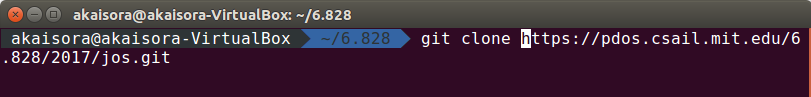 akaisora@akaisora-VirtualBox: ~/6.828
akaisora@akaisora-VirtualBox ~/6.828 git clone https://pdos.csail.mit.edu/6
.828/2017/jos.git